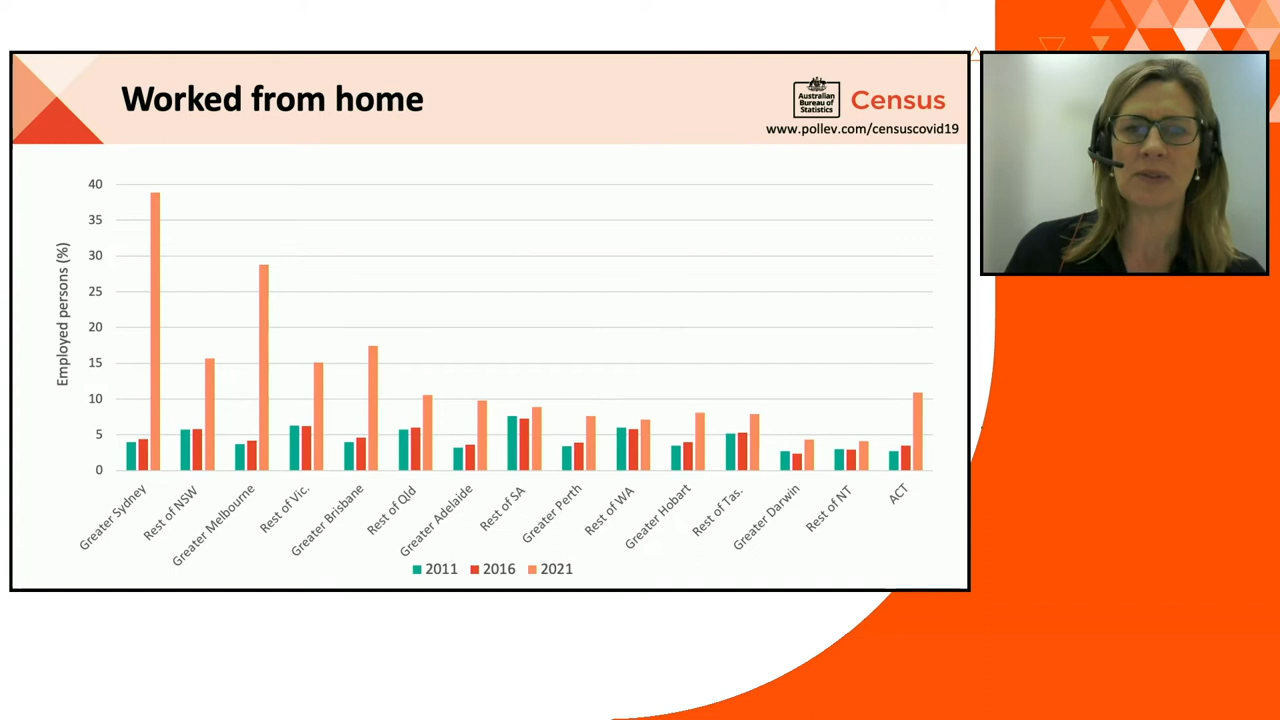 Worked from home
Australian
Bureau of
Statistics
Census
www.pollev.com/censuscovid19
Employed persons (%)
40
35
30
25
20
15
10
5
0
Greater Sydney
Rest of NSW
Greater Melbourne
Rest of Vic.
Greater Brisbane
Rest of Qld
Greater Adelaide
Rest of SA
Greater Perth
Rest of WA
Greater Hobart
Rest of Tas.
Greater Darwin
Rest of NT
ACT
2011 2016 2021